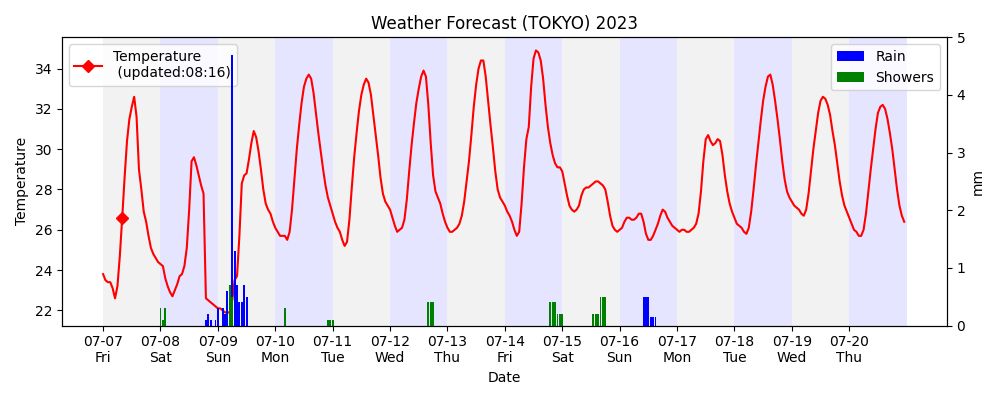 Weather Forecast (TOKYO) 2023
Temperature
(updated:08:16)
Rain
Showers
Temperature
34
32
30
28
26
24
22
5
4
3
2
1
0
mm
07-07 07-08 07-09 07-10 07-11 07-12 07-13 07-14 07-15 07-16 07-17 07-18 07-19 07-20
Fri Sat Sun Mon Tue Wed Thu Fri Sat Sun Mon Tue Wed Thu
Date